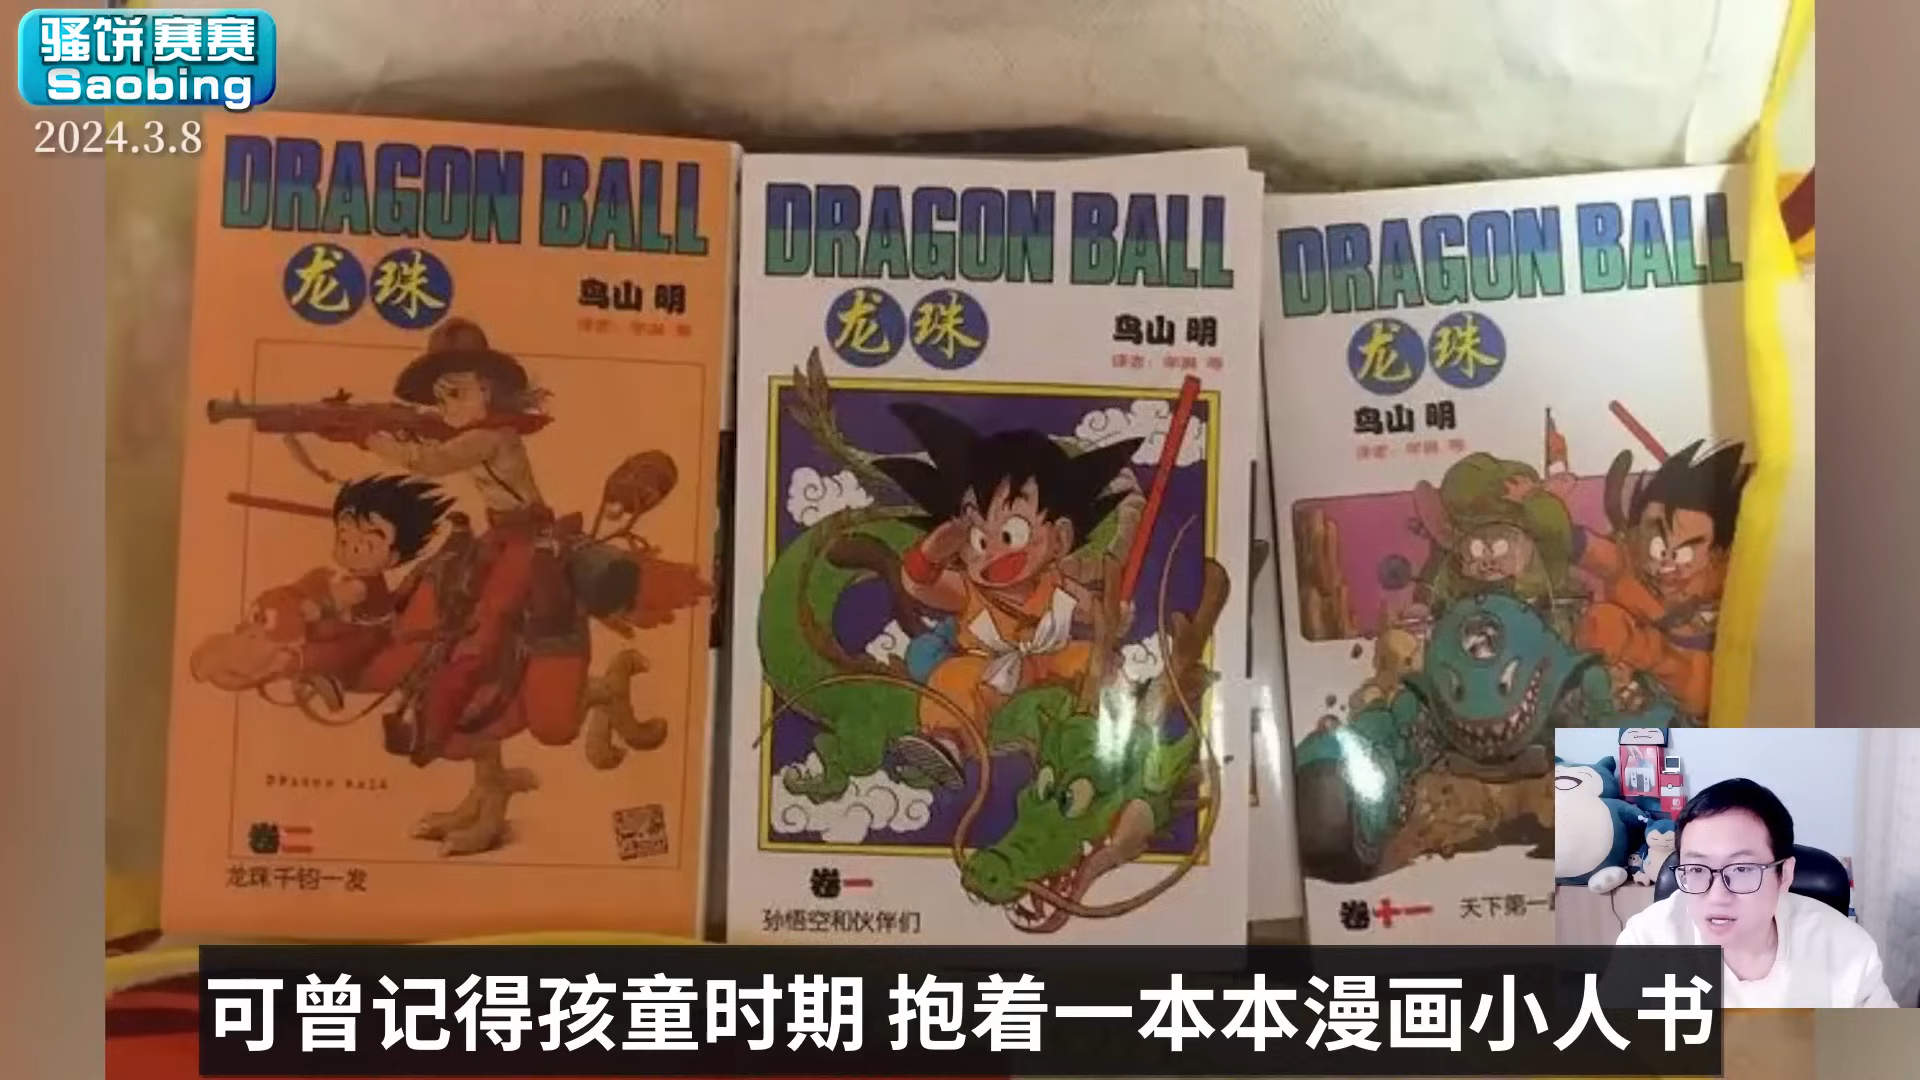 骚饼赛赛
Saobing
2024.3.8
DRAGON BALL
龙珠
鸟山 明
DRAGON BALL
卷二
龙珠千钧一发
DRAGON BALL
龙珠
鸟山 明
卷一
孙悟空和伙伴们
DRAGON BALL
龙珠
鸟山 明
卷十一
天下第一
可曾记得孩童时期 抱着一本本漫画小人书